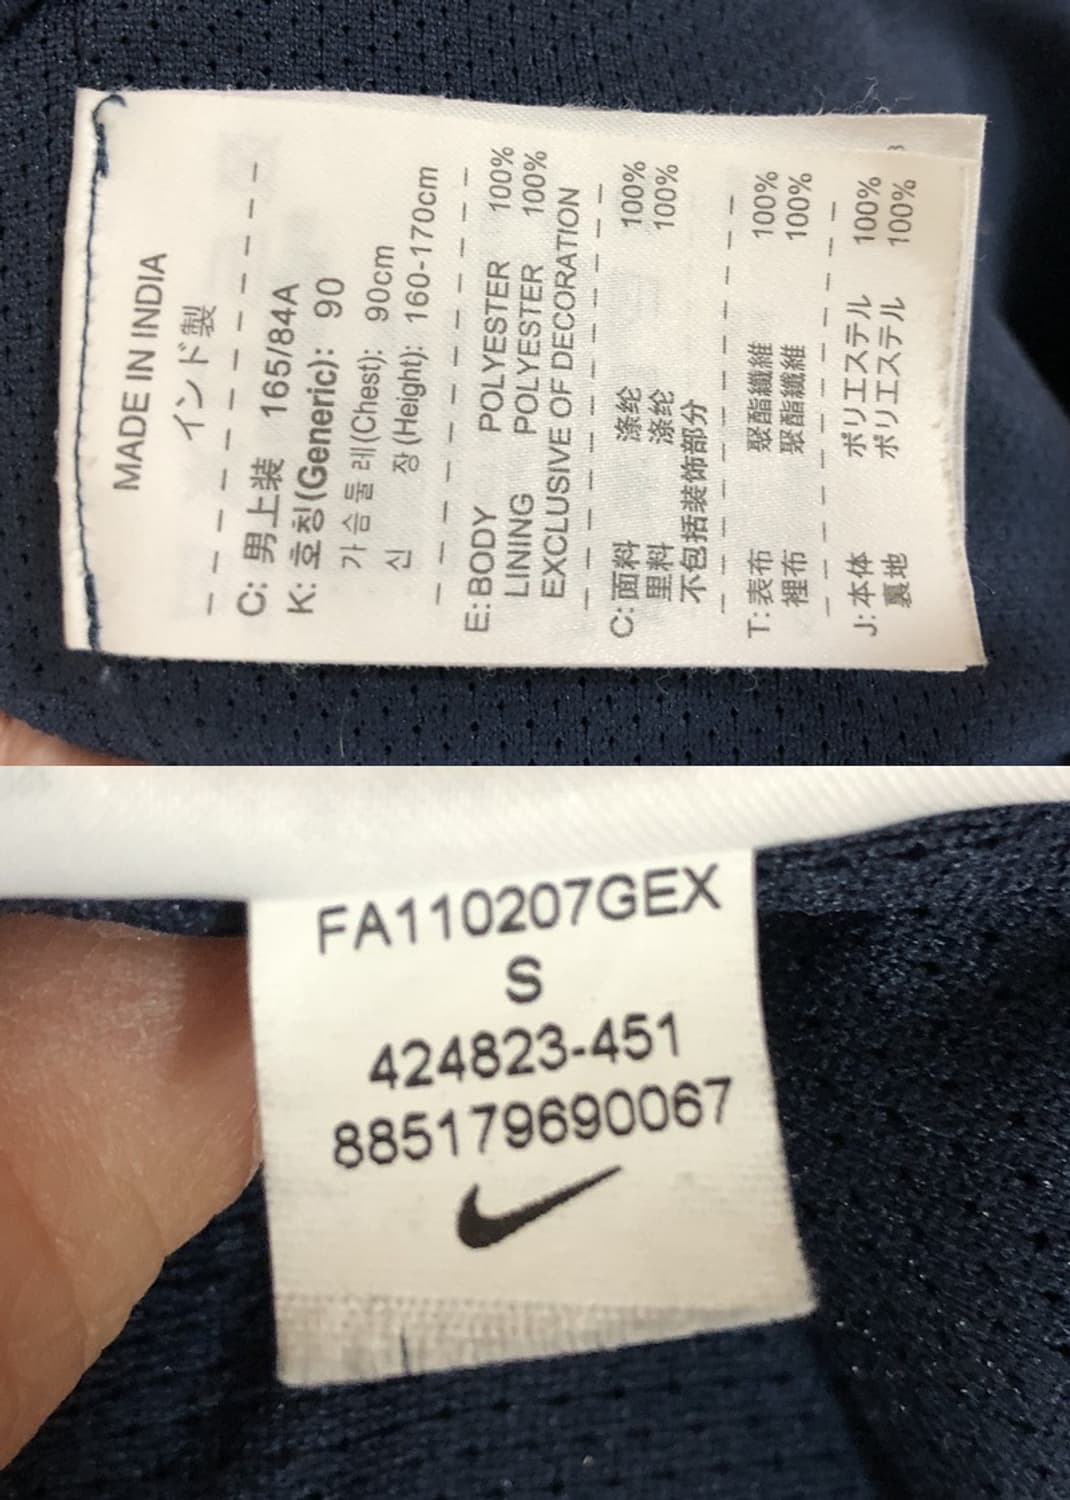 MADE IN INDIA
インド製
C: 男上装 165/84A
K: 호칭(Generic): 90
가슴둘레(Chest): 90cm
신 장(Height): 160-170cm
E: BODY POLYESTER 100%
LINING POLYESTER 100%
EXCLUSIVE OF DECORATION
C: 面料 涤纶 100%
里料 涤纶 100%
不包括装饰部分
T: 表布 聚酯纖維 100%
裡布 聚酯纖維 100%
J: 本体 ポリエステル 100%
裏地 ポリエステル 100%
FA110207GEX
S
424823-451
885179690067